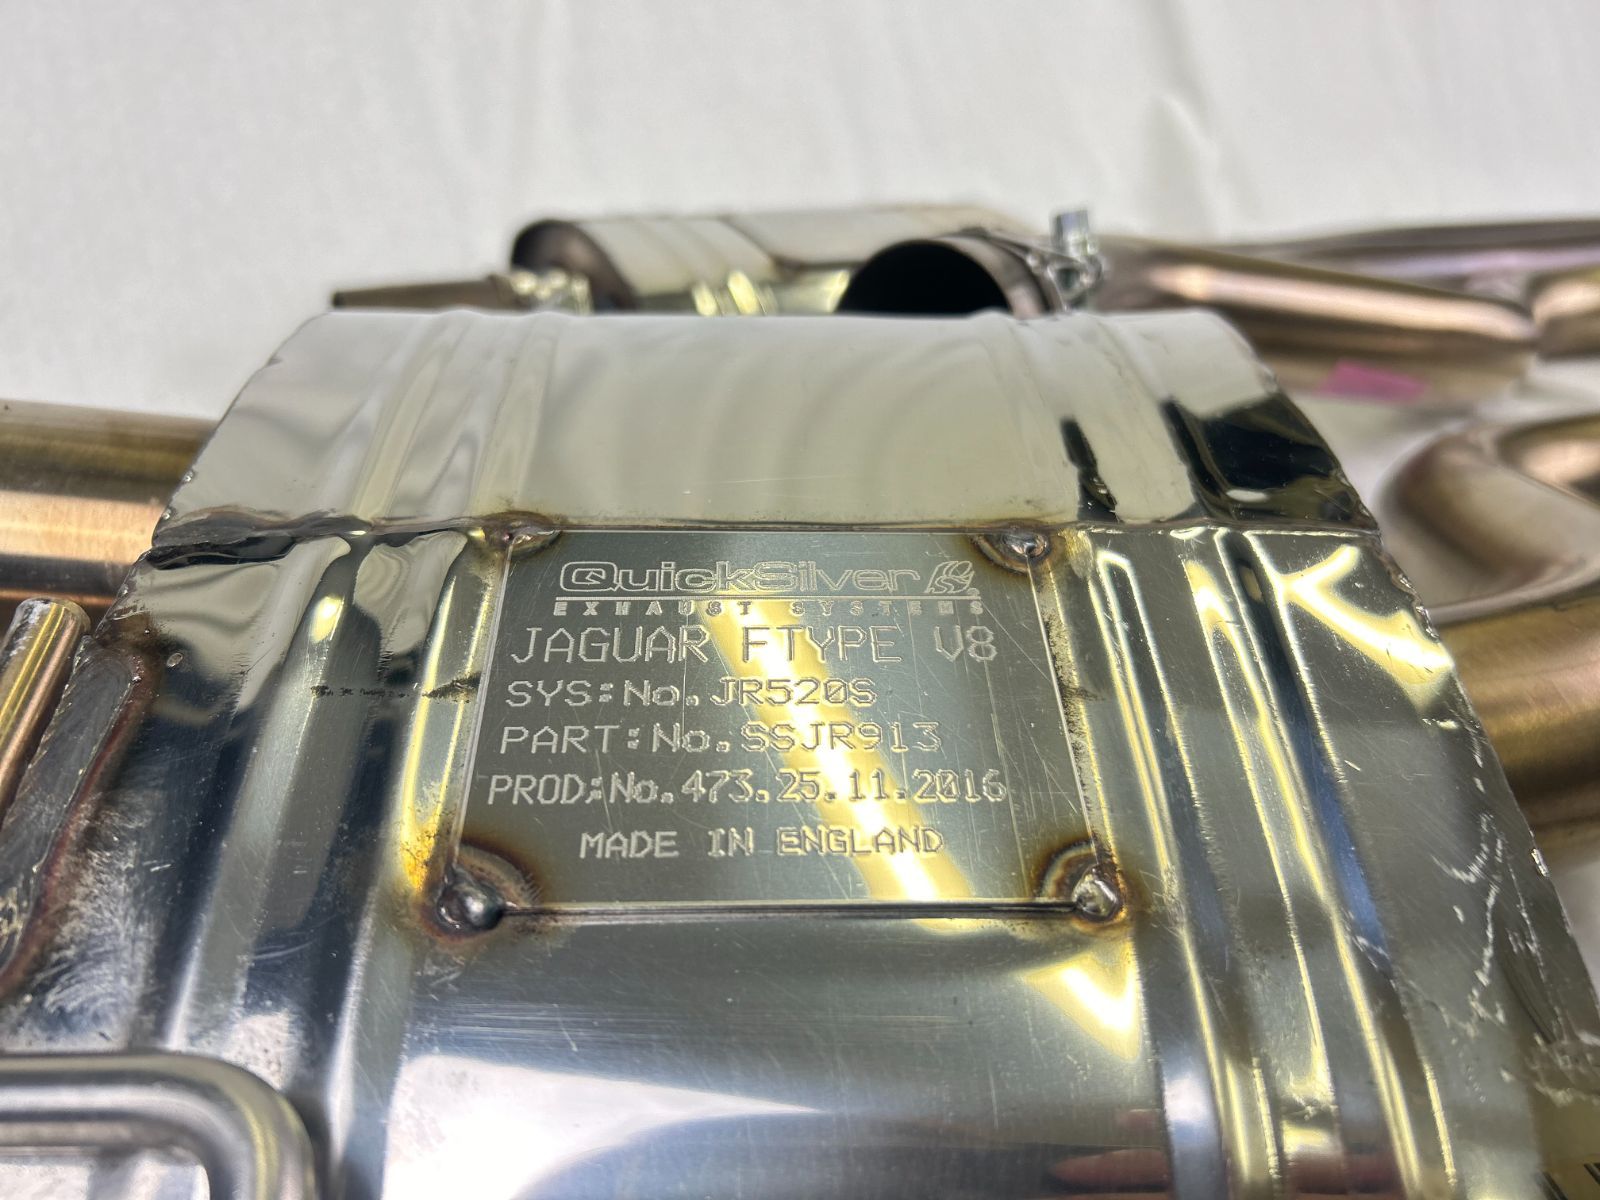 QuickSilver
EXHAUST SYSTEMS
JAGUAR FTYPE V8
SYS:No.JR520S
PART:No.SSJR913
PROD:No.473.25.11.2016
MADE IN ENGLAND